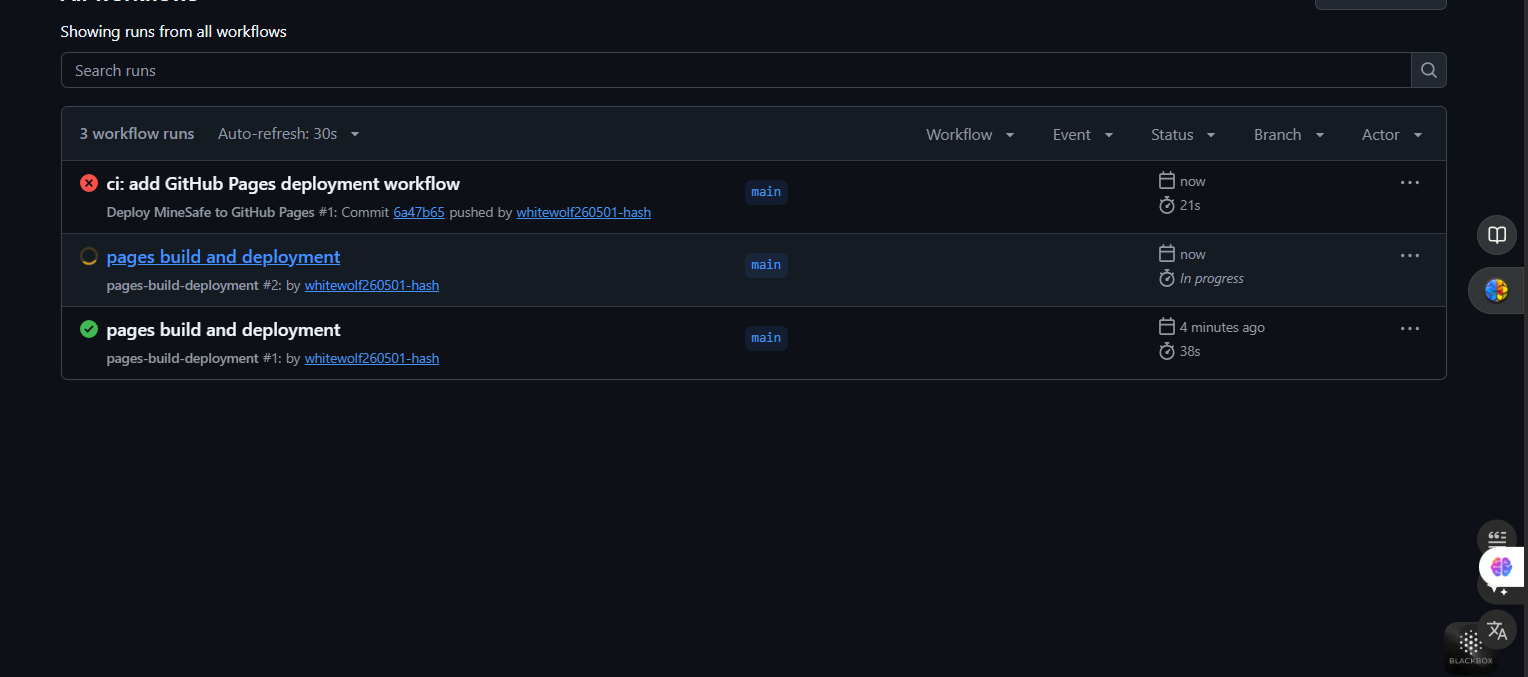 Showing runs from all workflows
Search runs
3 workflow runs Auto-refresh: 30s Workflow Event Status Branch Actor
ci: add GitHub Pages deployment workflow main now
Deploy MineSafe to GitHub Pages #1: Commit 6a47b65 pushed by whitewolf260501-hash 21s
pages build and deployment main now
pages-build-deployment #2: by whitewolf260501-hash In progress
pages build and deployment main 4 minutes ago
pages-build-deployment #1: by whitewolf260501-hash 38s
BLACKBOX